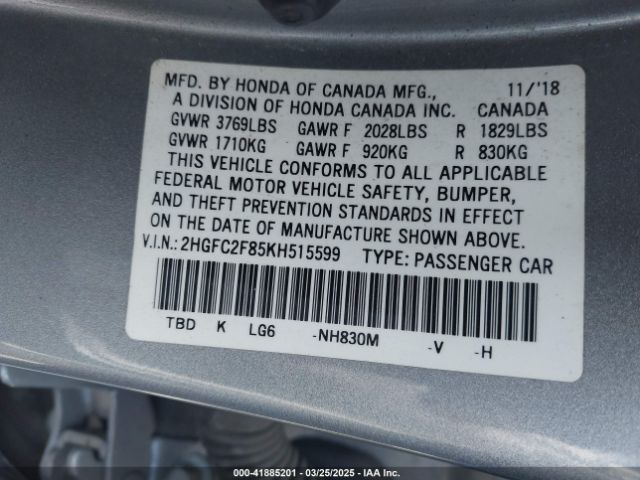 MFD. BY HONDA OF CANADA MFG., 11/'18
A DIVISION OF HONDA CANADA INC. CANADA
GVWR 3769LBS GAWR F 2028LBS R 1829LBS
GVWR 1710KG GAWR F 920KG R 830KG
THIS VEHICLE CONFORMS TO ALL APPLICABLE
FEDERAL MOTOR VEHICLE SAFETY, BUMPER,
AND THEFT PREVENTION STANDARDS IN EFFECT
ON THE DATE OF MANUFACTURE SHOWN ABOVE.
V.I.N.: 2HGFC2F85KH515599 TYPE: PASSENGER CAR
TBD K LG6 -NH830M -V -H
000-41885201 - 03/25/2025 - IAA Inc.